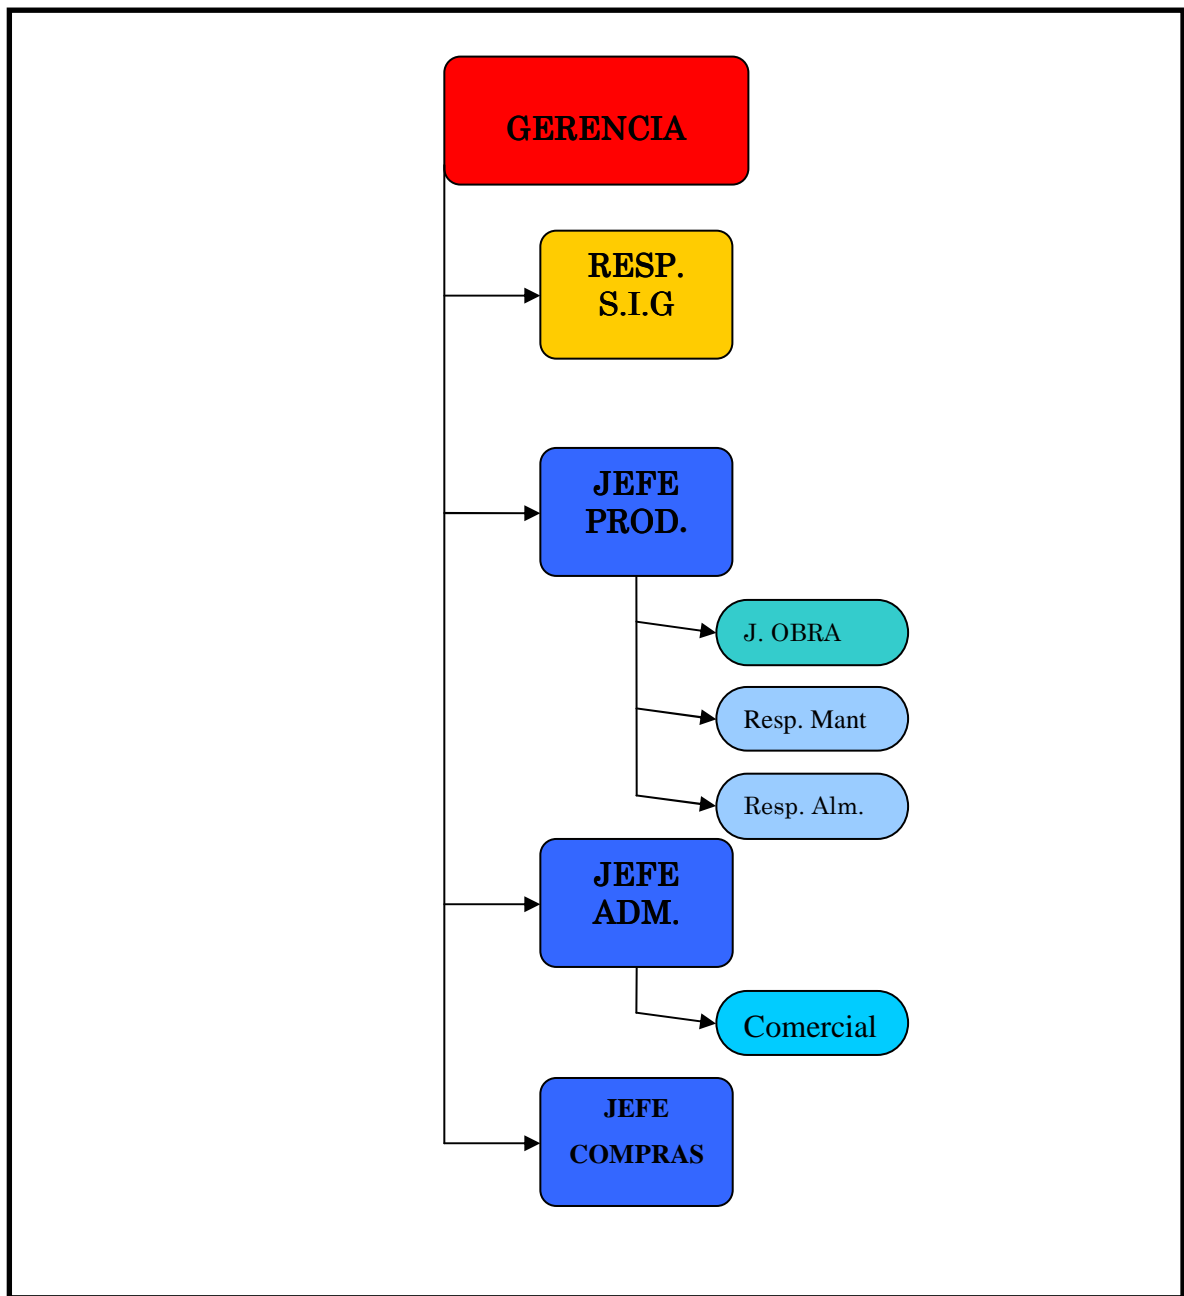 GERENCIA
RESP.
S.I.G
JEFE
PROD.
J. OBRA
Resp. Mant
Resp. Alm.
JEFE
ADM.
Comercial
JEFE
COMPRAS